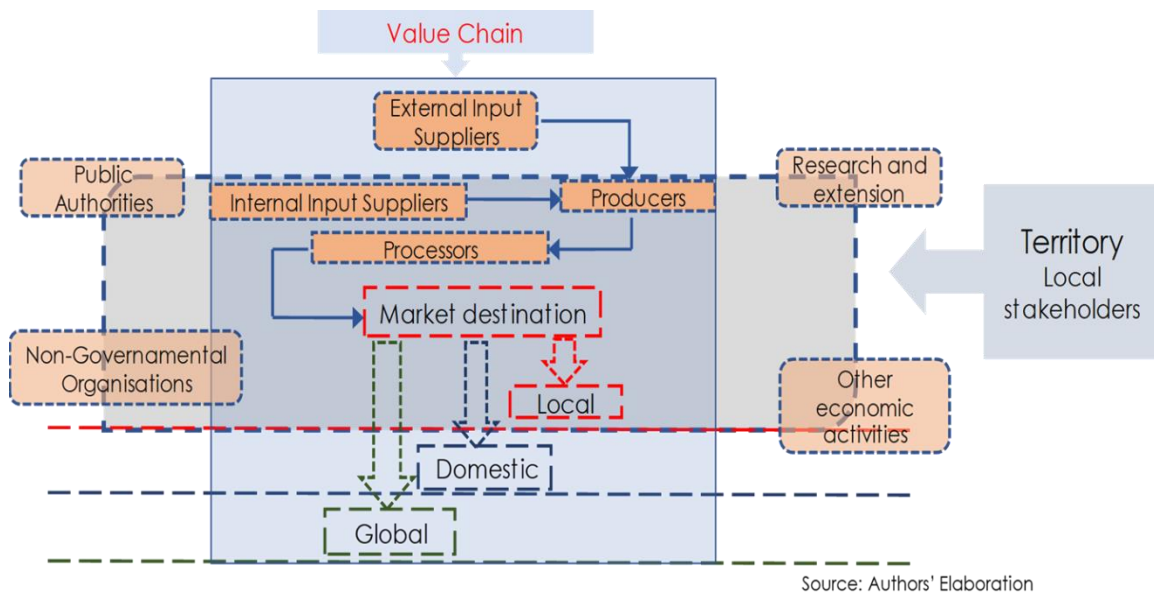 Value Chain
External Input
Suppliers
Public
Authorities
Research and
extension
Internal Input Suppliers
Producers
Processors
Territory
Local
stakeholders
Market destination
Non-Governamental
Organisations
Local
Other
economic
activities
Domestic
Global
Source: Authors' Elaboration